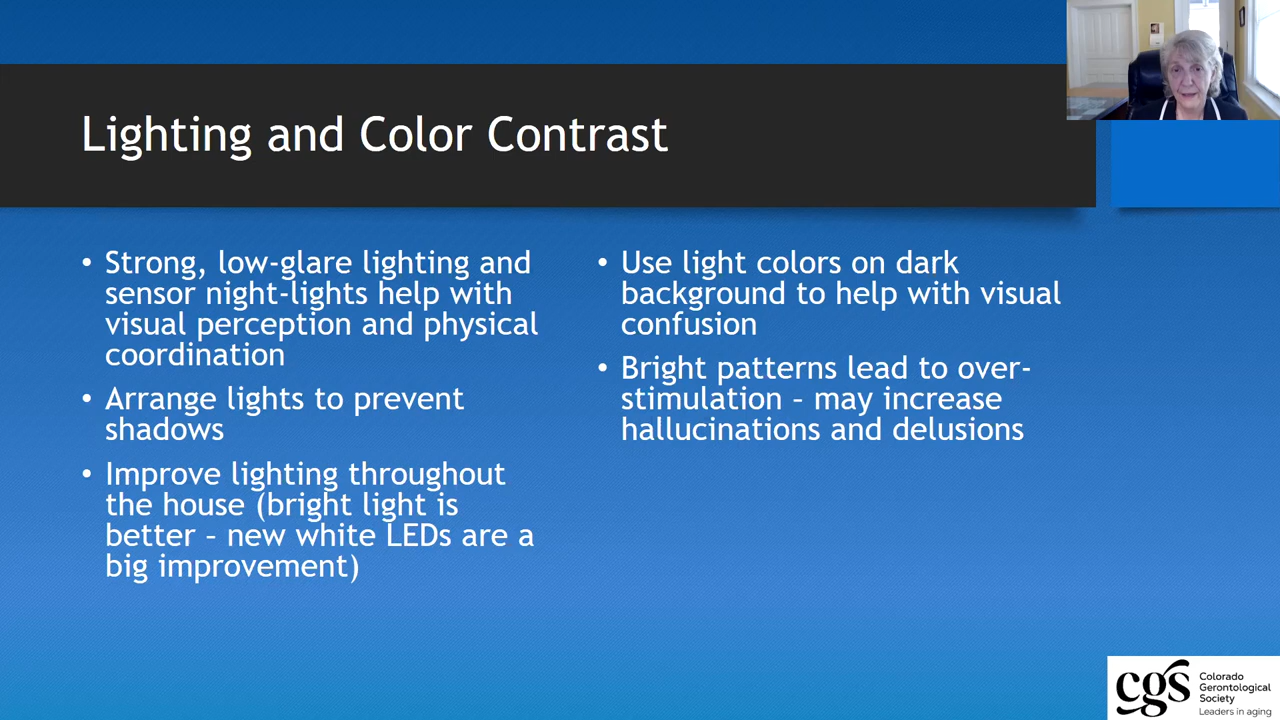 Lighting and Color Contrast
• Strong, low-glare lighting and
sensor night-lights help with
visual perception and physical
coordination
• Arrange lights to prevent
shadows
• Improve lighting throughout
the house (bright light is
better – new white LEDs are a
big improvement)
• Use light colors on dark
background to help with visual
confusion
• Bright patterns lead to over-
stimulation – may increase
hallucinations and delusions
cgs
Colorado
Gerontological
Society
Leaders in aging